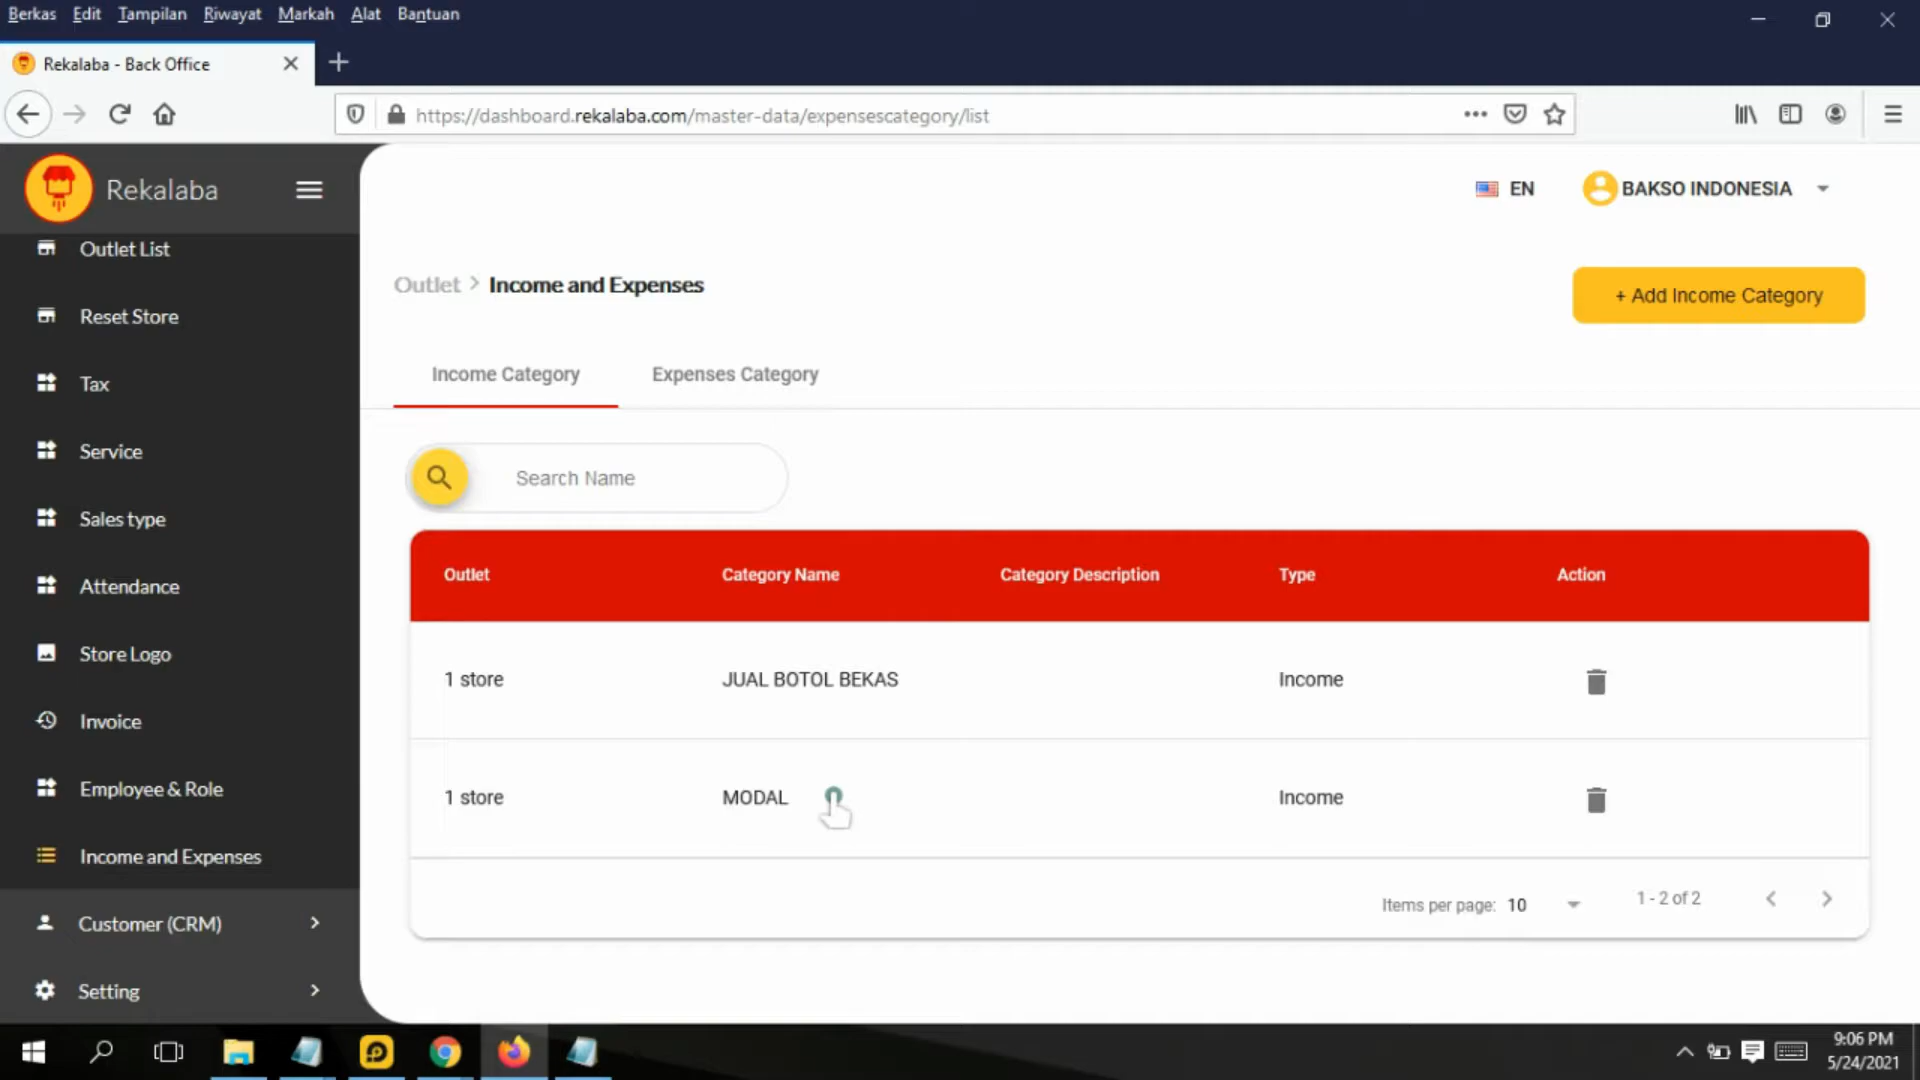 Berkas Edit Tampilan Riwayat Markah Alat Bantuan
Rekalaba - Back Office
https://dashboard.rekalaba.com/master-data/expensescategory/list
Rekalaba
EN BAKSO INDONESIA
Outlet List
Reset Store
Tax
Service
Sales type
Attendance
Store Logo
Invoice
Employee & Role
Income and Expenses
Customer (CRM)
Setting
Outlet > Income and Expenses
+ Add Income Category
Income Category Expenses Category
Search Name
Outlet Category Name Category Description Type Action
1 store JUAL BOTOL BEKAS Income
1 store MODAL Income
Items per page: 10 1 - 2 of 2
9:06 PM
5/24/2021